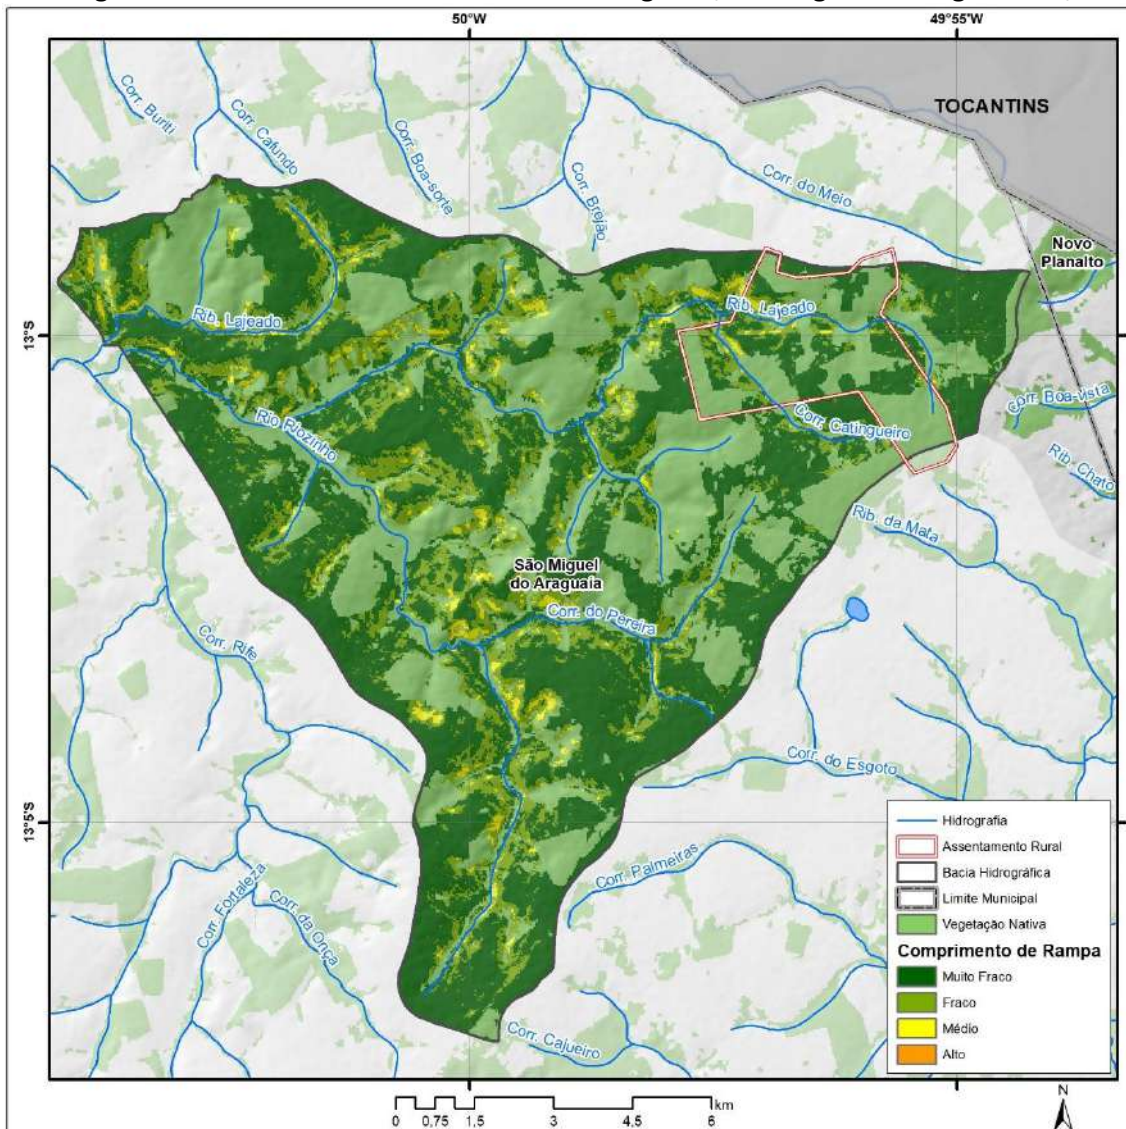 50°W
49°55'W
TOCANTINS
Corr. Buriti
Corr. Cafundo
Corr. Boa-sorte
Corr. Brejão
Corr. do Meio
Novo
Planalto
Rib. Lajeado
Rib. Lajeado
13°S
13°S
Corr. Boa-vista
Rio Riozinho
Corr. Catingueiro
Rib. Chato
Rib. da Mata
São Miguel
do Araguaia
Corr. do Pereira
Corr. Rife
Corr. do Esgoto
13°5'S
13°5'S
Corr. Palmeiras
Corr. Fortaleza
Corr. da Onça
Corr. Cajueiro
Hidrografia
Assentamento Rural
Bacia Hidrográfica
Limite Municipal
Vegetação Nativa
Comprimento de Rampa
Muito Fraco
Fraco
Médio
Alto
km
0 0,75 1,5 3 4,5 6
N